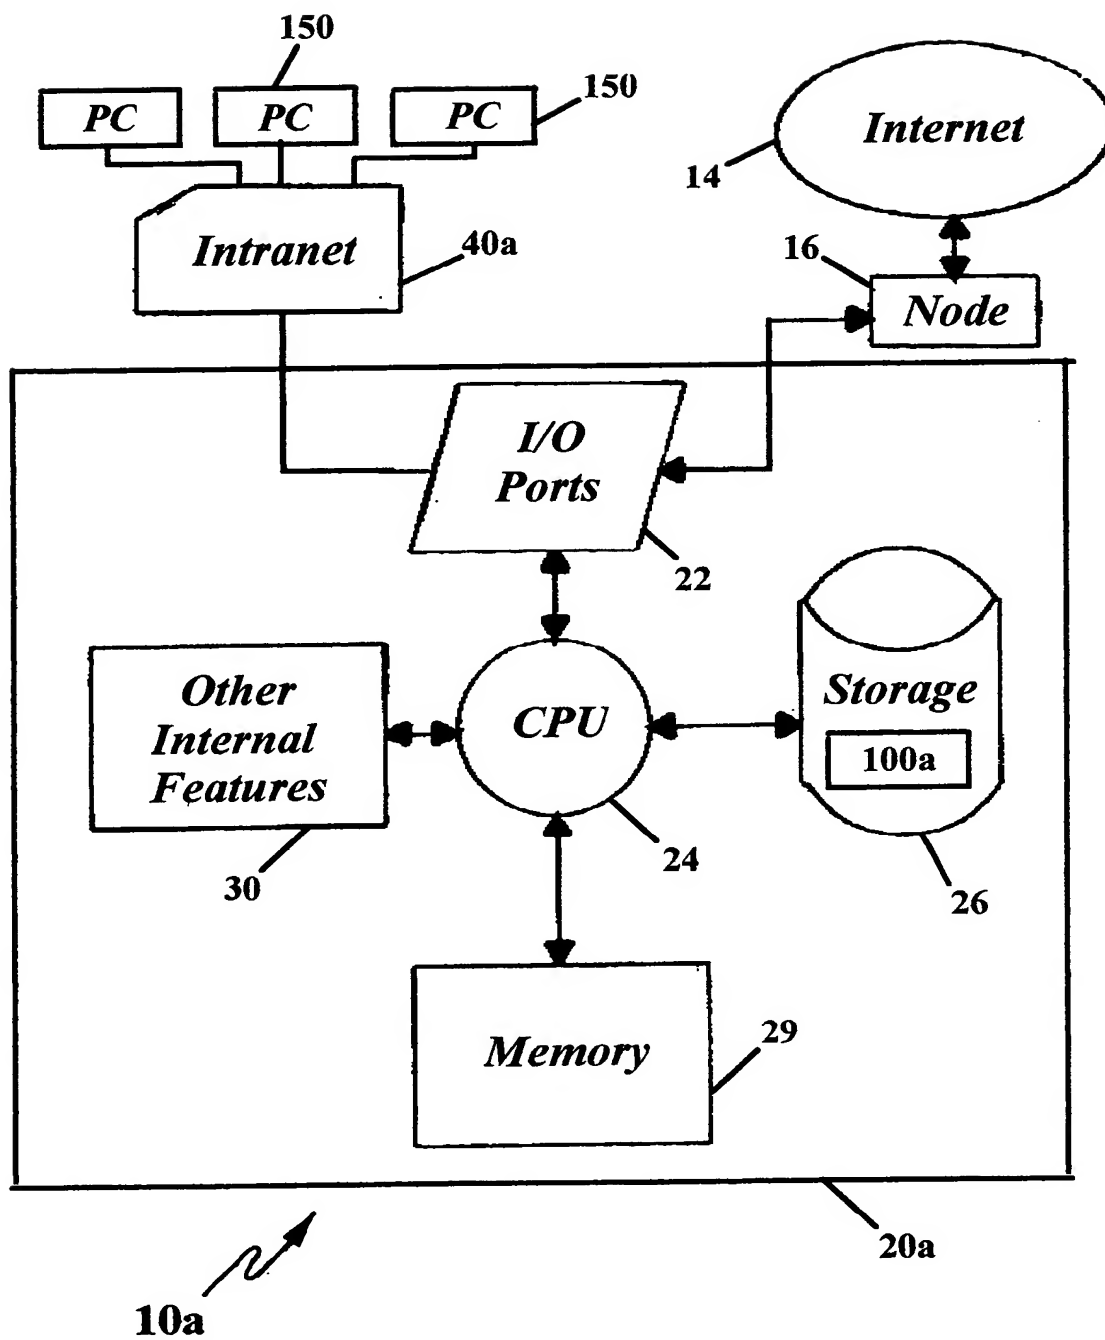 150
PC
PC
PC
150
Internet
14
Intranet
40a
16
Node
I/O
Ports
22
Other
Internal
Features
30
CPU
24
Storage
100a
26
Memory
29
20a
10a